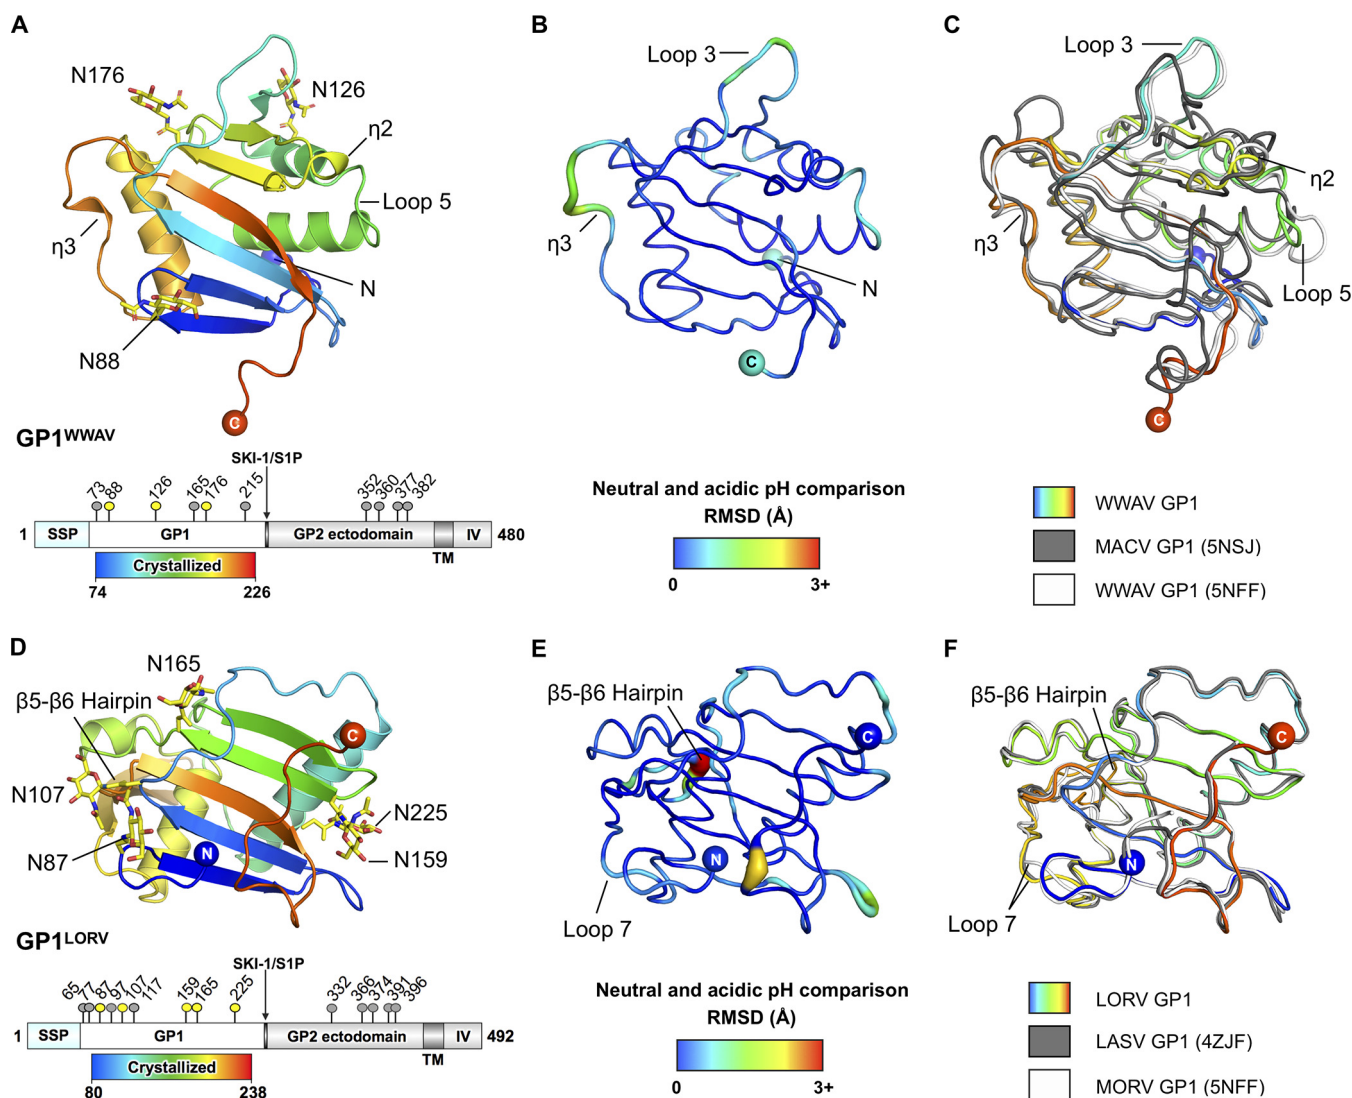 A
N176
N126
η2
Loop 5
η3
N
N88
C
GP1WWAV
SKI-1/S1P
73 88 126 165 176 215 352 360 377 382
1 SSP GP1 GP2 ectodomain IV 480
TM
Crystallized
74 226
B
Loop 3
η3
N
C
Neutral and acidic pH comparison
RMSD (Å)
0 3+
C
Loop 3
η2
η3
Loop 5
C
WWAV GP1
MACV GP1 (5NSJ)
WWAV GP1 (5NFF)
D
N165
β5-β6 Hairpin
C
N107
N225
N87
N
N159
GP1LORV
SKI-1/S1P
65 77 87 97 107 117 159 165 225 332 366 374 391 396
1 SSP GP1 GP2 ectodomain IV 492
TM
Crystallized
80 238
E
β5-β6 Hairpin
C
N
Loop 7
Neutral and acidic pH comparison
RMSD (Å)
0 3+
F
β5-β6 Hairpin
C
N
Loop 7
LORV GP1
LASV GP1 (4ZJF)
MORV GP1 (5NFF)